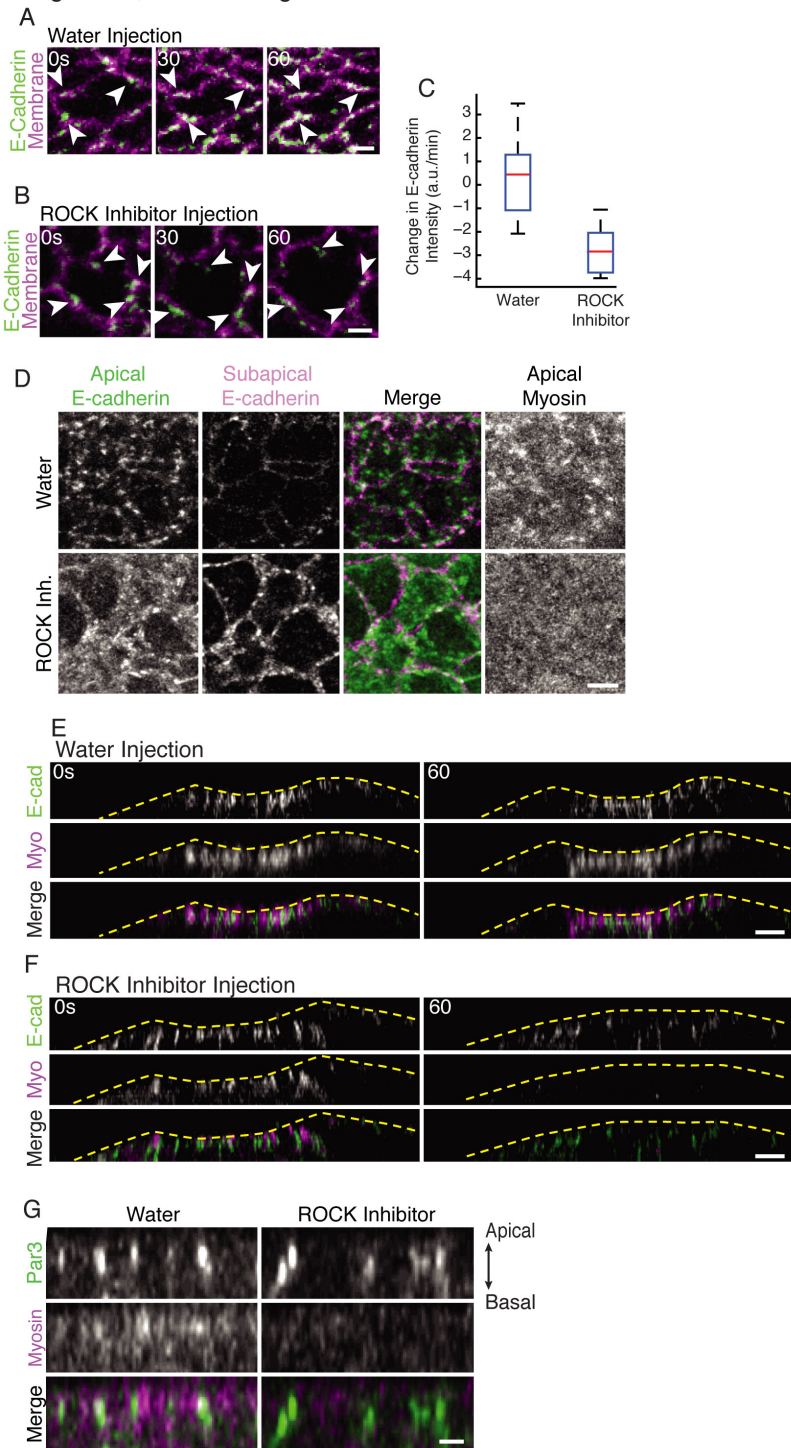 A
Water Injection
E-Cadherin
Membrane
0s
30
60
B
ROCK Inhibitor Injection
E-Cadherin
Membrane
0s
30
60
C
Change in E-cadherin
Intensity (a.u./min)
3
2
1
0
−1
−2
−3
−4
Water
ROCK
Inhibitor
D
Apical
E-cadherin
Subapical
E-cadherin
Merge
Apical
Myosin
Water
ROCK Inh.
E
Water Injection
E-cad
0s
60
Myo
Merge
F
ROCK Inhibitor Injection
E-cad
0s
60
Myo
Merge
G
Water
ROCK Inhibitor
Par3
Apical
Basal
Myosin
Merge